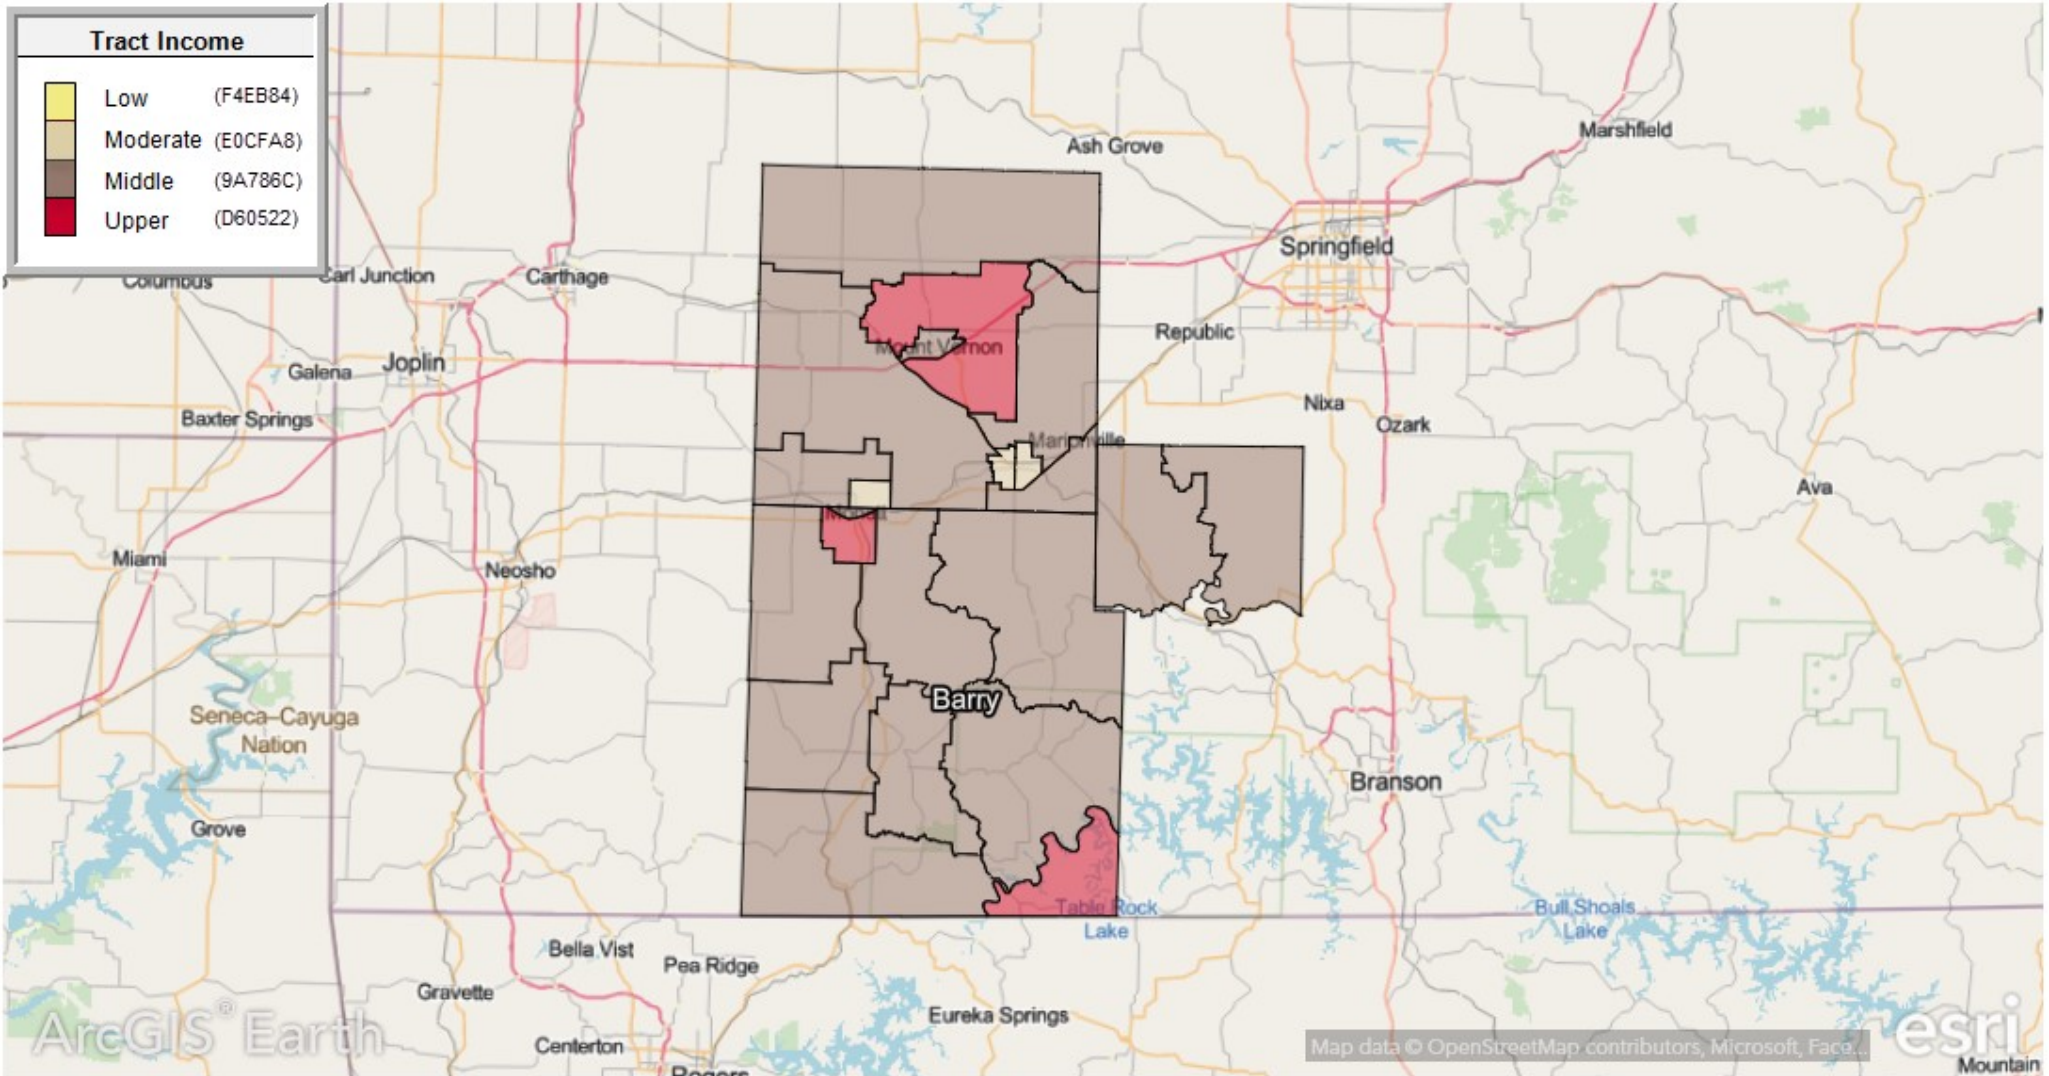 Tract Income
Low (F4EB84)
Moderate (E0CFA8)
Middle (9A786C)
Upper (D60522)
Marshfield
Ash Grove
Springfield
Columbus
Carl Junction
Carthage
Republic
Mount Vernon
Joplin
Galena
Nixa
Baxter Springs
Ozark
Marionville
Ava
Miami
Neosho
Barry
Seneca-Cayuga
Nation
Branson
Grove
Table Rock
Lake
Bull Shoals
Lake
Bella Vist
Pea Ridge
Gravette
Eureka Springs
ArcGIS® Earth
Centerton
Map data © OpenStreetMap contributors, Microsoft, Face...
esri
Mountain
Rogers